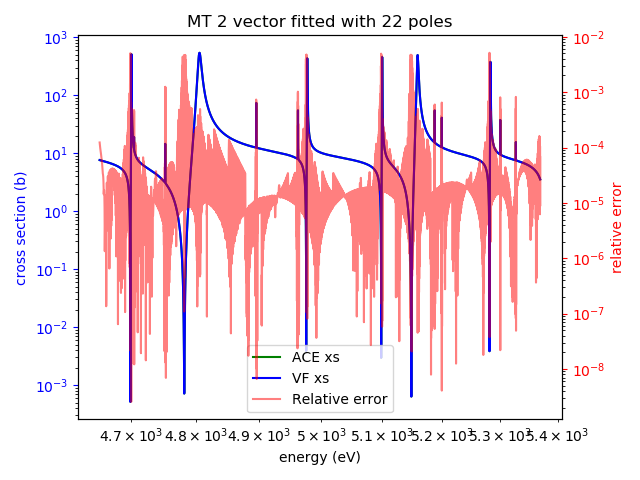 MT 2 vector fitted with 22 poles
10³
10²
10¹
10⁰
10⁻¹
10⁻²
10⁻³
cross section (b)
10⁻²
10⁻³
10⁻⁴
10⁻⁵
10⁻⁶
10⁻⁷
10⁻⁸
relative error
ACE xs
VF xs
Relative error
4.7 × 10³ 4.8 × 10³ 4.9 × 10³ 5 × 10³ 5.1 × 10³ 5.2 × 10³ 5.3 × 10³ 5.4 × 10³
energy (eV)